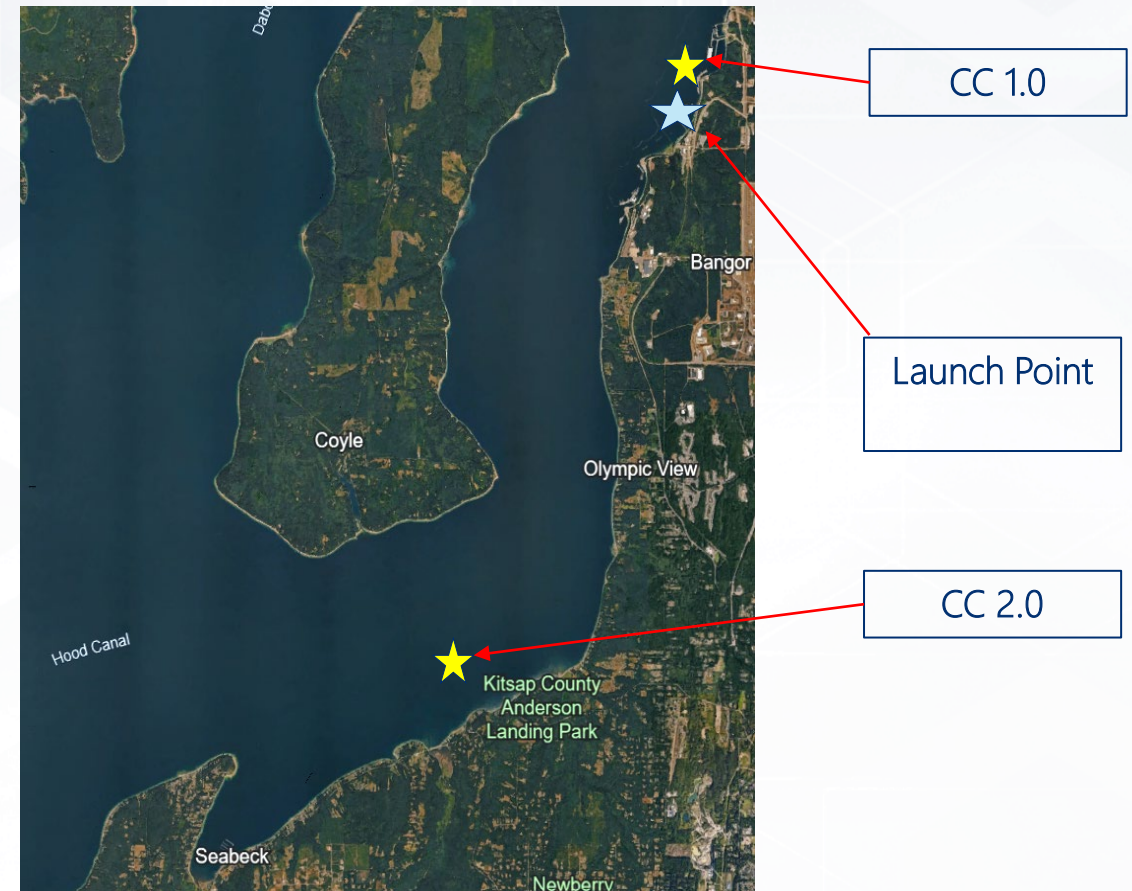 Dabo
CC 1.0
Bangor
Launch Point
Coyle
Olympic View
CC 2.0
Hood Canal
Kitsap County
Anderson
Landing Park
Seabeck
Newberry